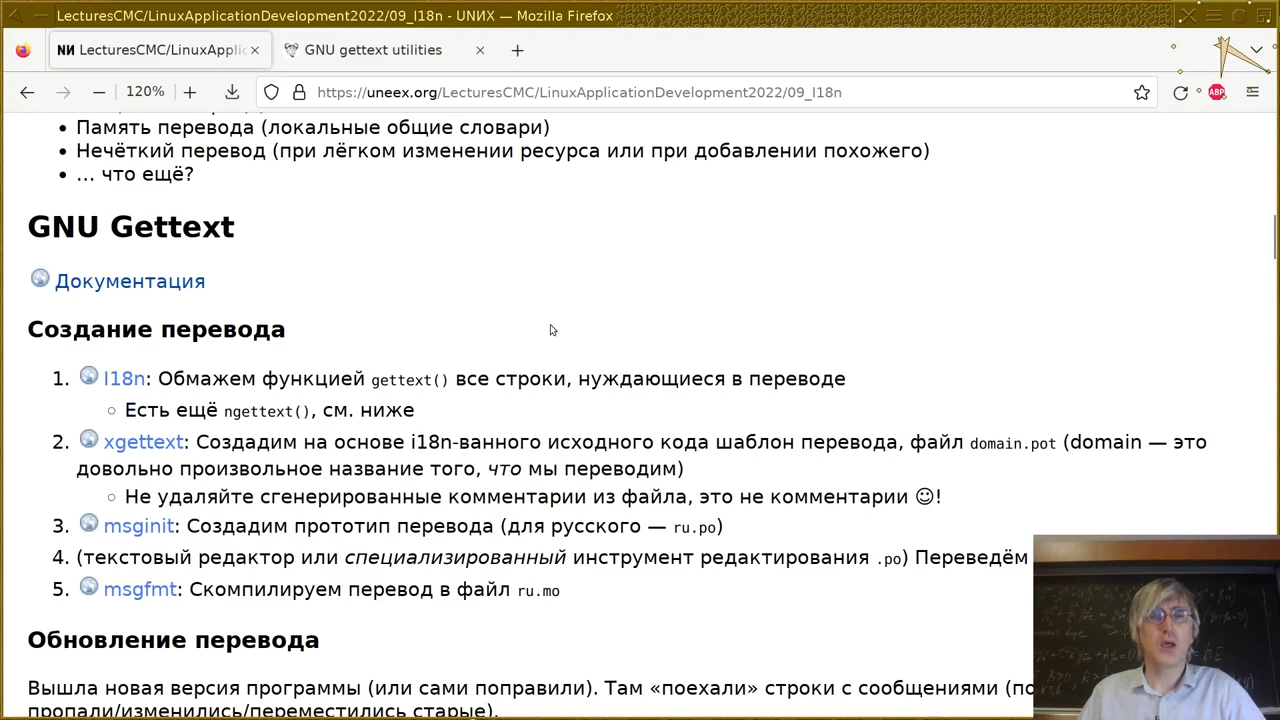 LecturesCMC/LinuxApplicationDevelopment2022/09_I18n - UNИX — Mozilla Firefox
NИ LecturesCMC/LinuxApplic
GNU gettext utilities
120%
https://uneex.org/LecturesCMC/LinuxApplicationDevelopment2022/09_I18n
ABP
• Память перевода (локальные общие словари)
• Нечёткий перевод (при лёгком изменении ресурса или при добавлении похожего)
• … что ещё?
GNU Gettext
Документация
Создание перевода
1. I18n: Обмажем функцией gettext() все строки, нуждающиеся в переводе
◦ Есть ещё ngettext(), см. ниже
2. xgettext: Создадим на основе i18n-ванного исходного кода шаблон перевода, файл domain.pot (domain — это
довольно произвольное название того, что мы переводим)
◦ Не удаляйте сгенерированные комментарии из файла, это не комментарии ☺!
3. msginit: Создадим прототип перевода (для русского — ru.po)
4. (текстовый редактор или специализированный инструмент редактирования .po) Переведём
5. msgfmt: Скомпилируем перевод в файл ru.mo
Обновление перевода
Вышла новая версия программы (или сами поправили). Там «поехали» строки с сообщениями (по
пропали/изменились/переместились старые).